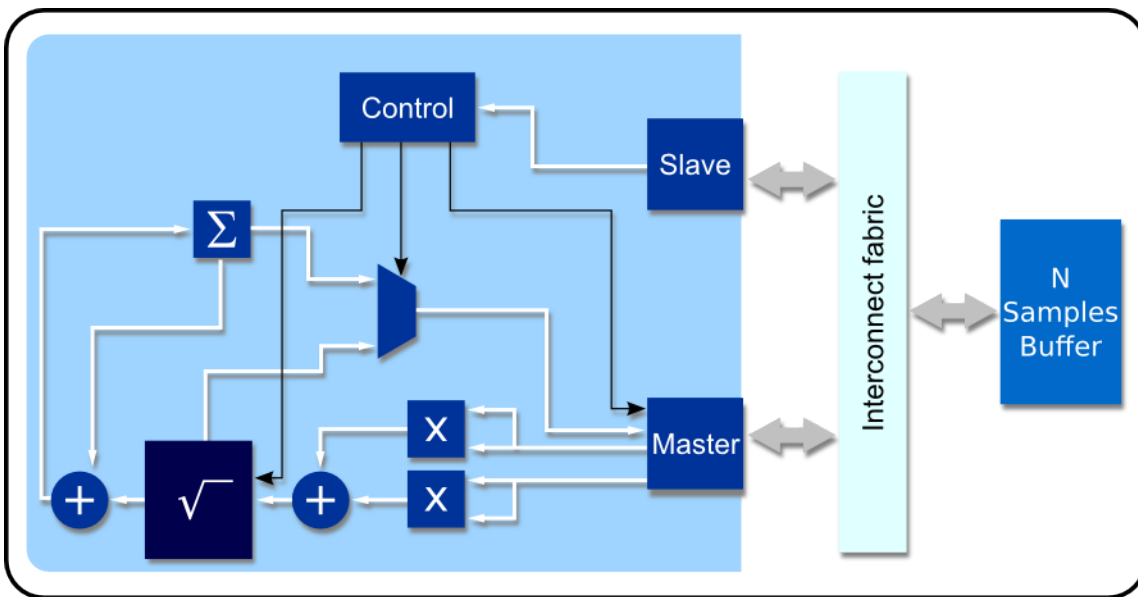 Control
Slave
Σ
Interconnect fabric
N
Samples
Buffer
X
Master
√
+
+
X